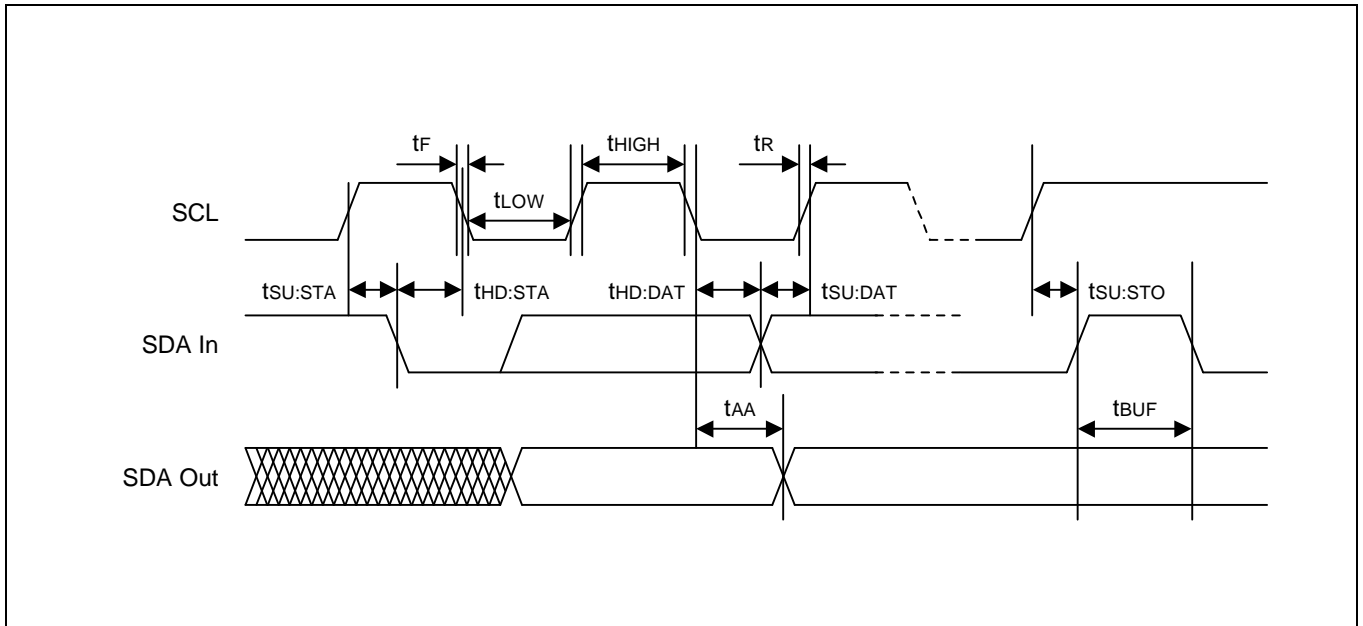 tF
tHIGH
tR
SCL
tLOW
tSU:STA
tHD:STA
tHD:DAT
tSU:DAT
tSU:STO
SDA In
tAA
tBUF
SDA Out